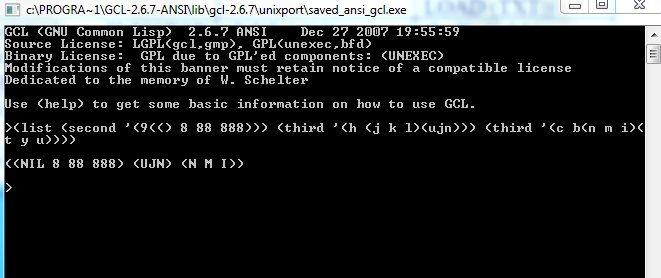 c:\PROGRA~1\GCL-2.6.7-ANSI\lib\gcl-2.6.7\unixport\saved_ansi_gcl.exe
GCL (GNU Common Lisp)  2.6.7 ANSI    Dec 27 2007 19:55:59
Source License: LGPL(gcl,gmp), GPL(unexec,bfd)
Binary License:  GPL due to GPL'ed components: (UNEXEC)
Modifications of this banner must retain notice of a compatible license
Dedicated to the memory of W. Schelter
Use (help) to get some basic information on how to use GCL.
>(list (second '(9(() 8 88 888))) (third '(h (j k l)(ujn))) (third '(c b(n m i)(
t y u))))
((NIL 8 88 888) (UJN) (N M I))
>